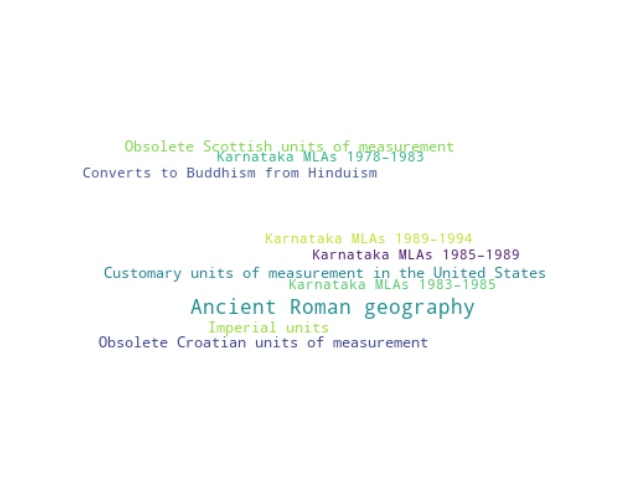 Obsolete Scottish units of measurement
Karnataka MLAs 1978–1983
Converts to Buddhism from Hinduism
Karnataka MLAs 1989–1994
Karnataka MLAs 1985–1989
Customary units of measurement in the United States
Karnataka MLAs 1983–1985
Ancient Roman geography
Imperial units
Obsolete Croatian units of measurement